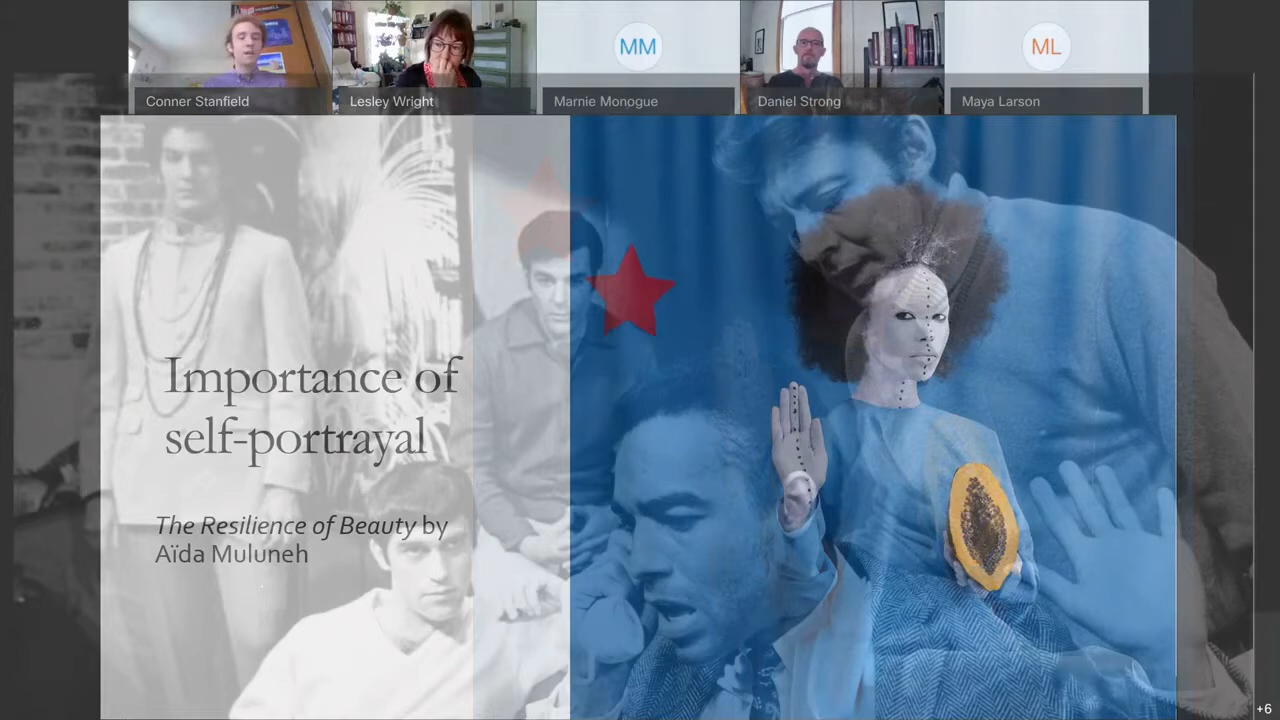 MM
ML
Conner Stanfield
Lesley Wright
Marnie Monogue
Daniel Strong
Maya Larson
Importance of
self-portrayal
The Resilience of Beauty by
Aïda Muluneh
+6